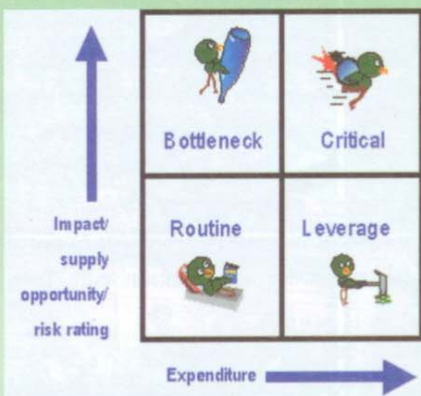 Bottleneck
Critical
Impact/
supply
opportunity/
risk rating
Routine
Leverage
Expenditure